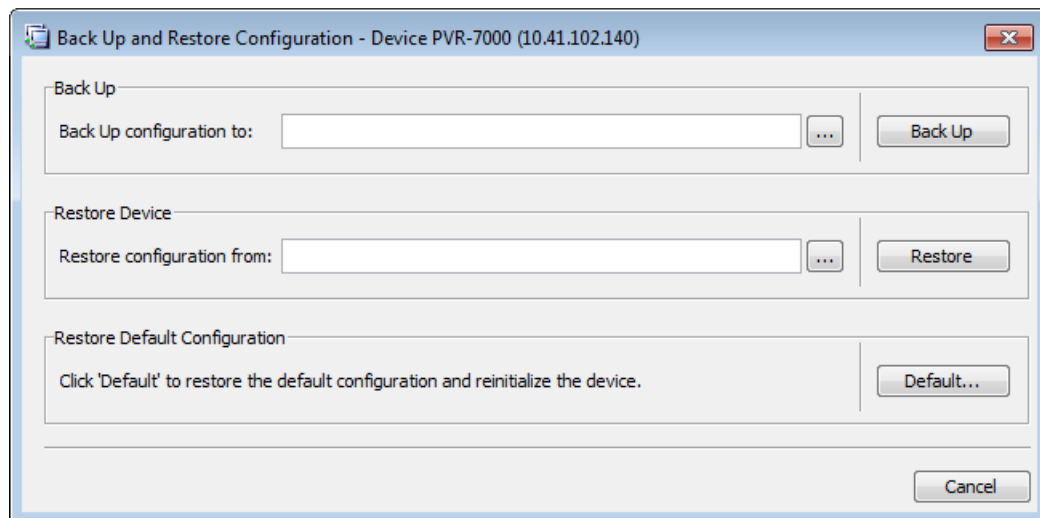 Back Up and Restore Configuration - Device PVR-7000 (10.41.102.140)
Back Up
Back Up configuration to:
...
Back Up
Restore Device
Restore configuration from:
...
Restore
Restore Default Configuration
Click 'Default' to restore the default configuration and reinitialize the device.
Default...
Cancel